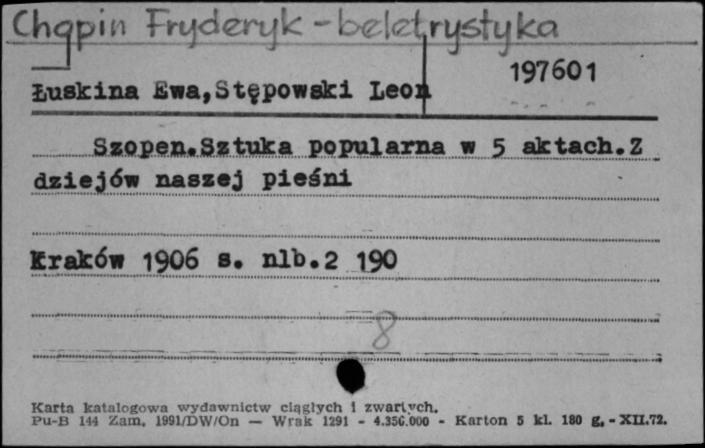 Chopin Fryderyk - beletrystyka
Łuskina Ewa,Stępowski Leon
197601
Szopen.Sztuka popularna w 5 aktach.Z
dziejów naszej pieśni
Kraków 1906 s. nlb.2 190
8
Karta katalogowa wydawnictw ciągłych i zwartych.
Pu-B 144 Zam. 1991/DW/On — Wrak 1291 - 4.356.000 - Karton 5 kl. 180 g. - XII.72.